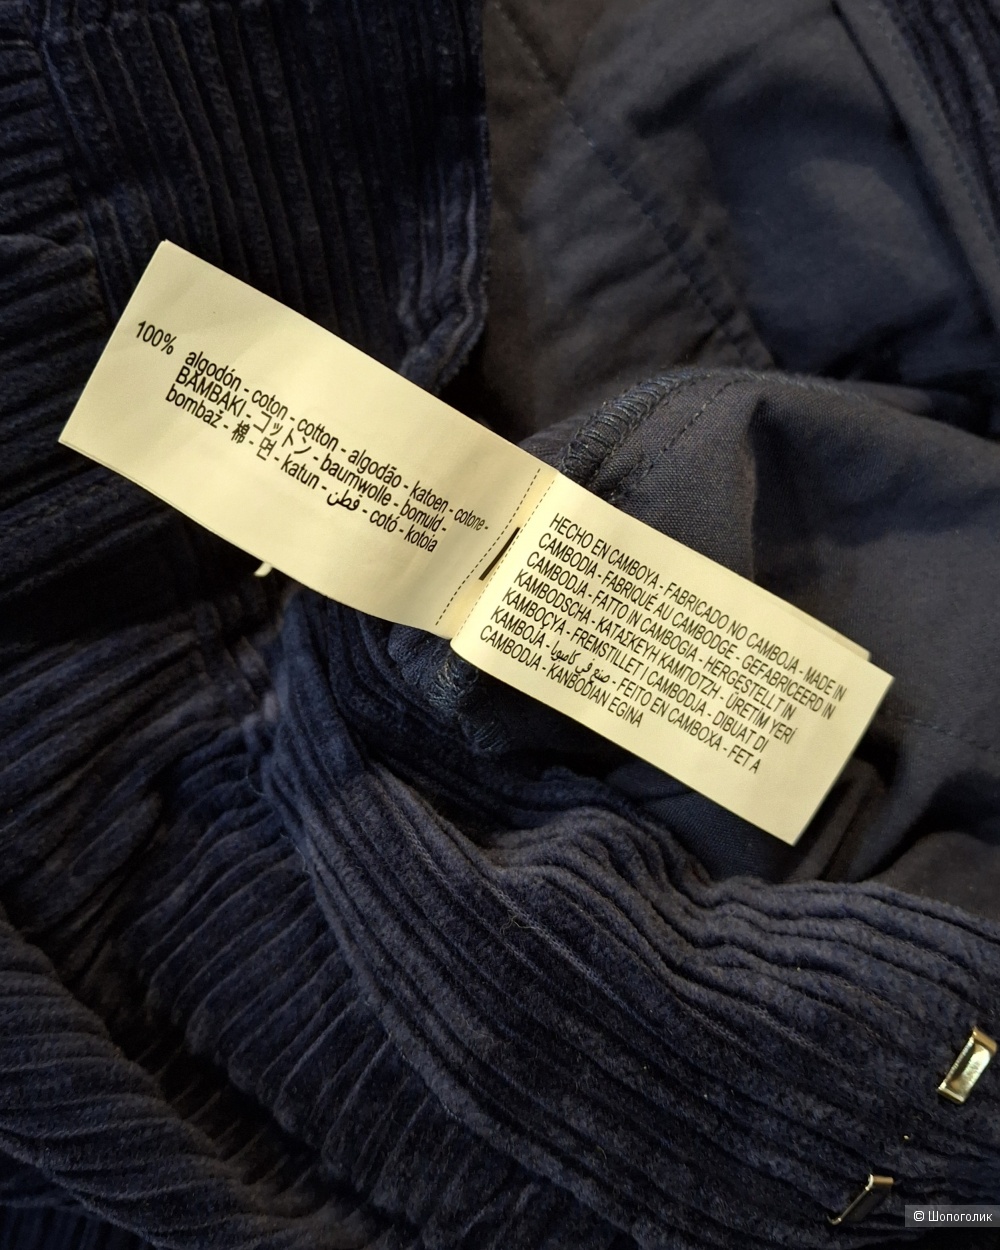 100%
algodón - coton - cotton - algodão - katoen - cotone -
BAMBAKI - コットン - baumwolle - bomuld -
bombaž - 棉 - 면 - katun - قطن - cotó - kotoia
HECHO EN CAMBOYA - FABRICADO NO CAMBOJA - MADE IN
CAMBODIA - FABRIQUÉ AU CAMBODGE - GEFABRICEERD IN
CAMBODJA - FATTO IN CAMBOGIA - HERGESTELLT IN
KAMBODSCHA - ΚΑΤΑΣΚΕΥΗ ΚΑΜΠΟΤΖΗ - ÜRETİM YERİ
KAMBOÇYA - FREMSTILLET I CAMBODJA - DIBUAT DI
KAMBOJA - صنع في كامبوديا - FEITO EN CAMBOXA - FET A
CAMBODJA - KANBODIAN EGINA
© Шопоголик